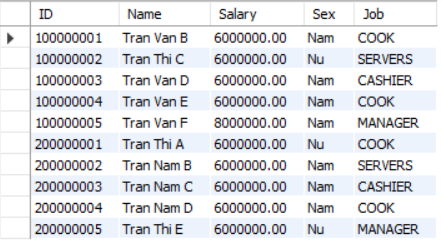 ID Name Salary Sex Job
100000001 Tran Van B 6000000.00 Nam COOK
100000002 Tran Thi C 6000000.00 Nu SERVERS
100000003 Tran Van D 6000000.00 Nam CASHIER
100000004 Tran Van E 6000000.00 Nam COOK
100000005 Tran Van F 8000000.00 Nam MANAGER
200000001 Tran Thi A 6000000.00 Nu COOK
200000002 Tran Nam B 6000000.00 Nam SERVERS
200000003 Tran Nam C 6000000.00 Nam CASHIER
200000004 Tran Nam D 6000000.00 Nam COOK
200000005 Tran Thi E 6000000.00 Nu MANAGER